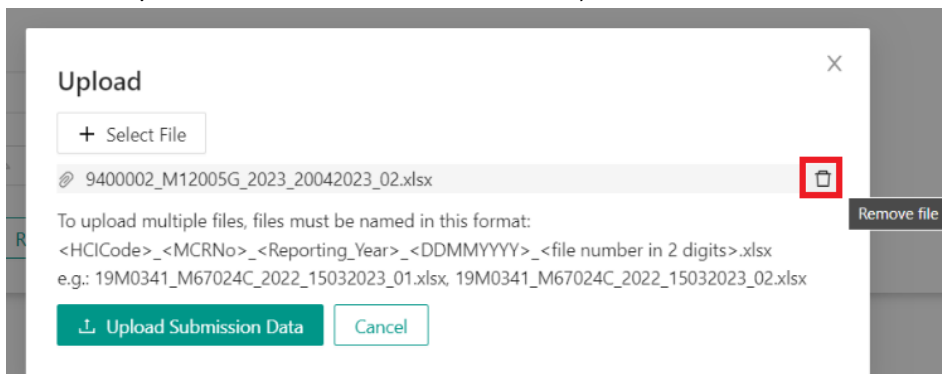 Upload
+ Select File
9400002_M12005G_2023_20042023_02.xlsx
Remove file
To upload multiple files, files must be named in this format:
<HCICode>_<MCRNo>_<Reporting_Year>_<DDMMYYYY>_<file number in 2 digits>.xlsx
e.g.: 19M0341_M67024C_2022_15032023_01.xlsx, 19M0341_M67024C_2022_15032023_02.xlsx
Upload Submission Data
Cancel